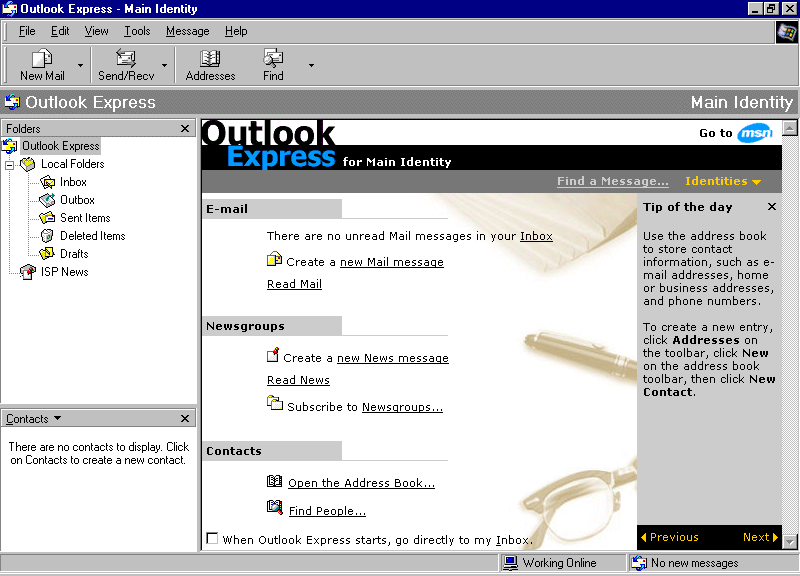 Outlook Express - Main Identity
File Edit View Tools Message Help
New Mail Send/Recv Addresses Find
Outlook Express Main Identity
Folders
Outlook Express
Local Folders
Inbox
Outbox
Sent Items
Deleted Items
Drafts
ISP News
Contacts
There are no contacts to display. Click
on Contacts to create a new contact.
Outlook
Express for Main Identity
Go to msn
Find a Message... Identities
E-mail
There are no unread Mail messages in your Inbox
Create a new Mail message
Read Mail
Newsgroups
Create a new News message
Read News
Subscribe to Newsgroups...
Contacts
Open the Address Book...
Find People...
When Outlook Express starts, go directly to my Inbox.
Tip of the day
Use the address book
to store contact
information, such as e-
mail addresses, home
or business addresses,
and phone numbers.
To create a new entry,
click Addresses on
the toolbar, click New
on the address book
toolbar, then click New
Contact.
Previous Next
Working Online No new messages